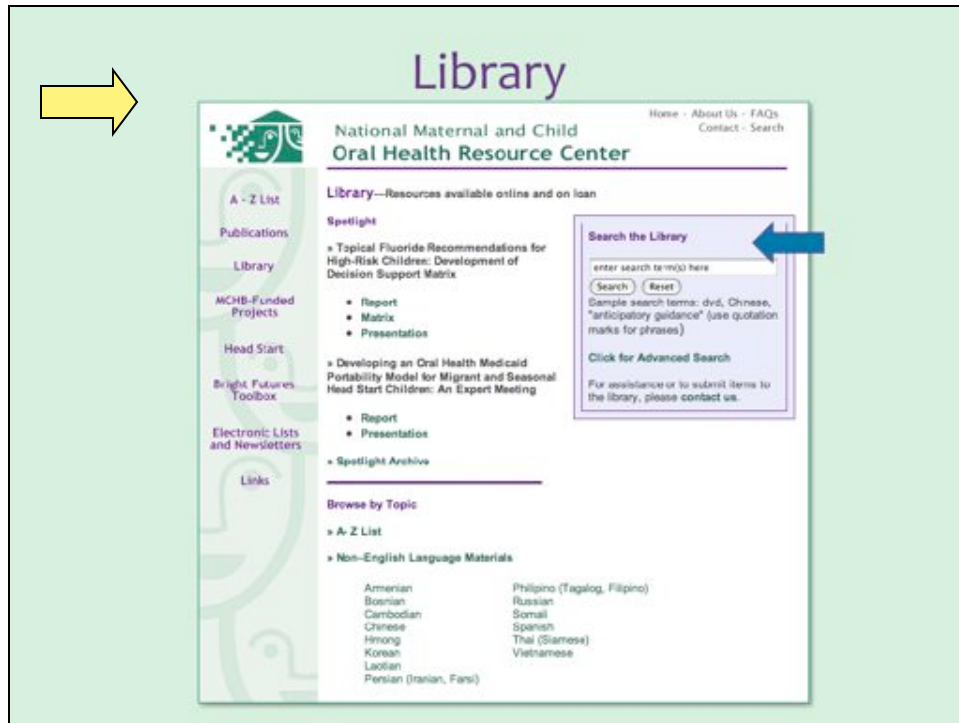 Library
Home - About Us - FAQs
Contact - Search
National Maternal and Child
Oral Health Resource Center
A - Z List
Publications
Library
MCHB-Funded
Projects
Head Start
Bright Futures
Toolbox
Electronic Lists
and Newsletters
Links
Library—Resources available online and on loan
Spotlight
» Topical Fluoride Recommendations for
High-Risk Children: Development of
Decision Support Matrix
• Report
• Matrix
• Presentation
» Developing an Oral Health Medicaid
Portability Model for Migrant and Seasonal
Head Start Children: An Expert Meeting
• Report
• Presentation
» Spotlight Archive
Search the Library
enter search term(s) here
Search Reset
Sample search terms: dvd, Chinese,
"anticipatory guidance" (use quotation
marks for phrases)
Click for Advanced Search
For assistance or to submit items to
the library, please contact us.
Browse by Topic
» A- Z List
» Non–English Language Materials
Armenian
Bosnian
Cambodian
Chinese
Hmong
Korean
Laotian
Persian (Iranian, Farsi)
Philipino (Tagalog, Filipino)
Russian
Somali
Spanish
Thai (Siamese)
Vietnamese